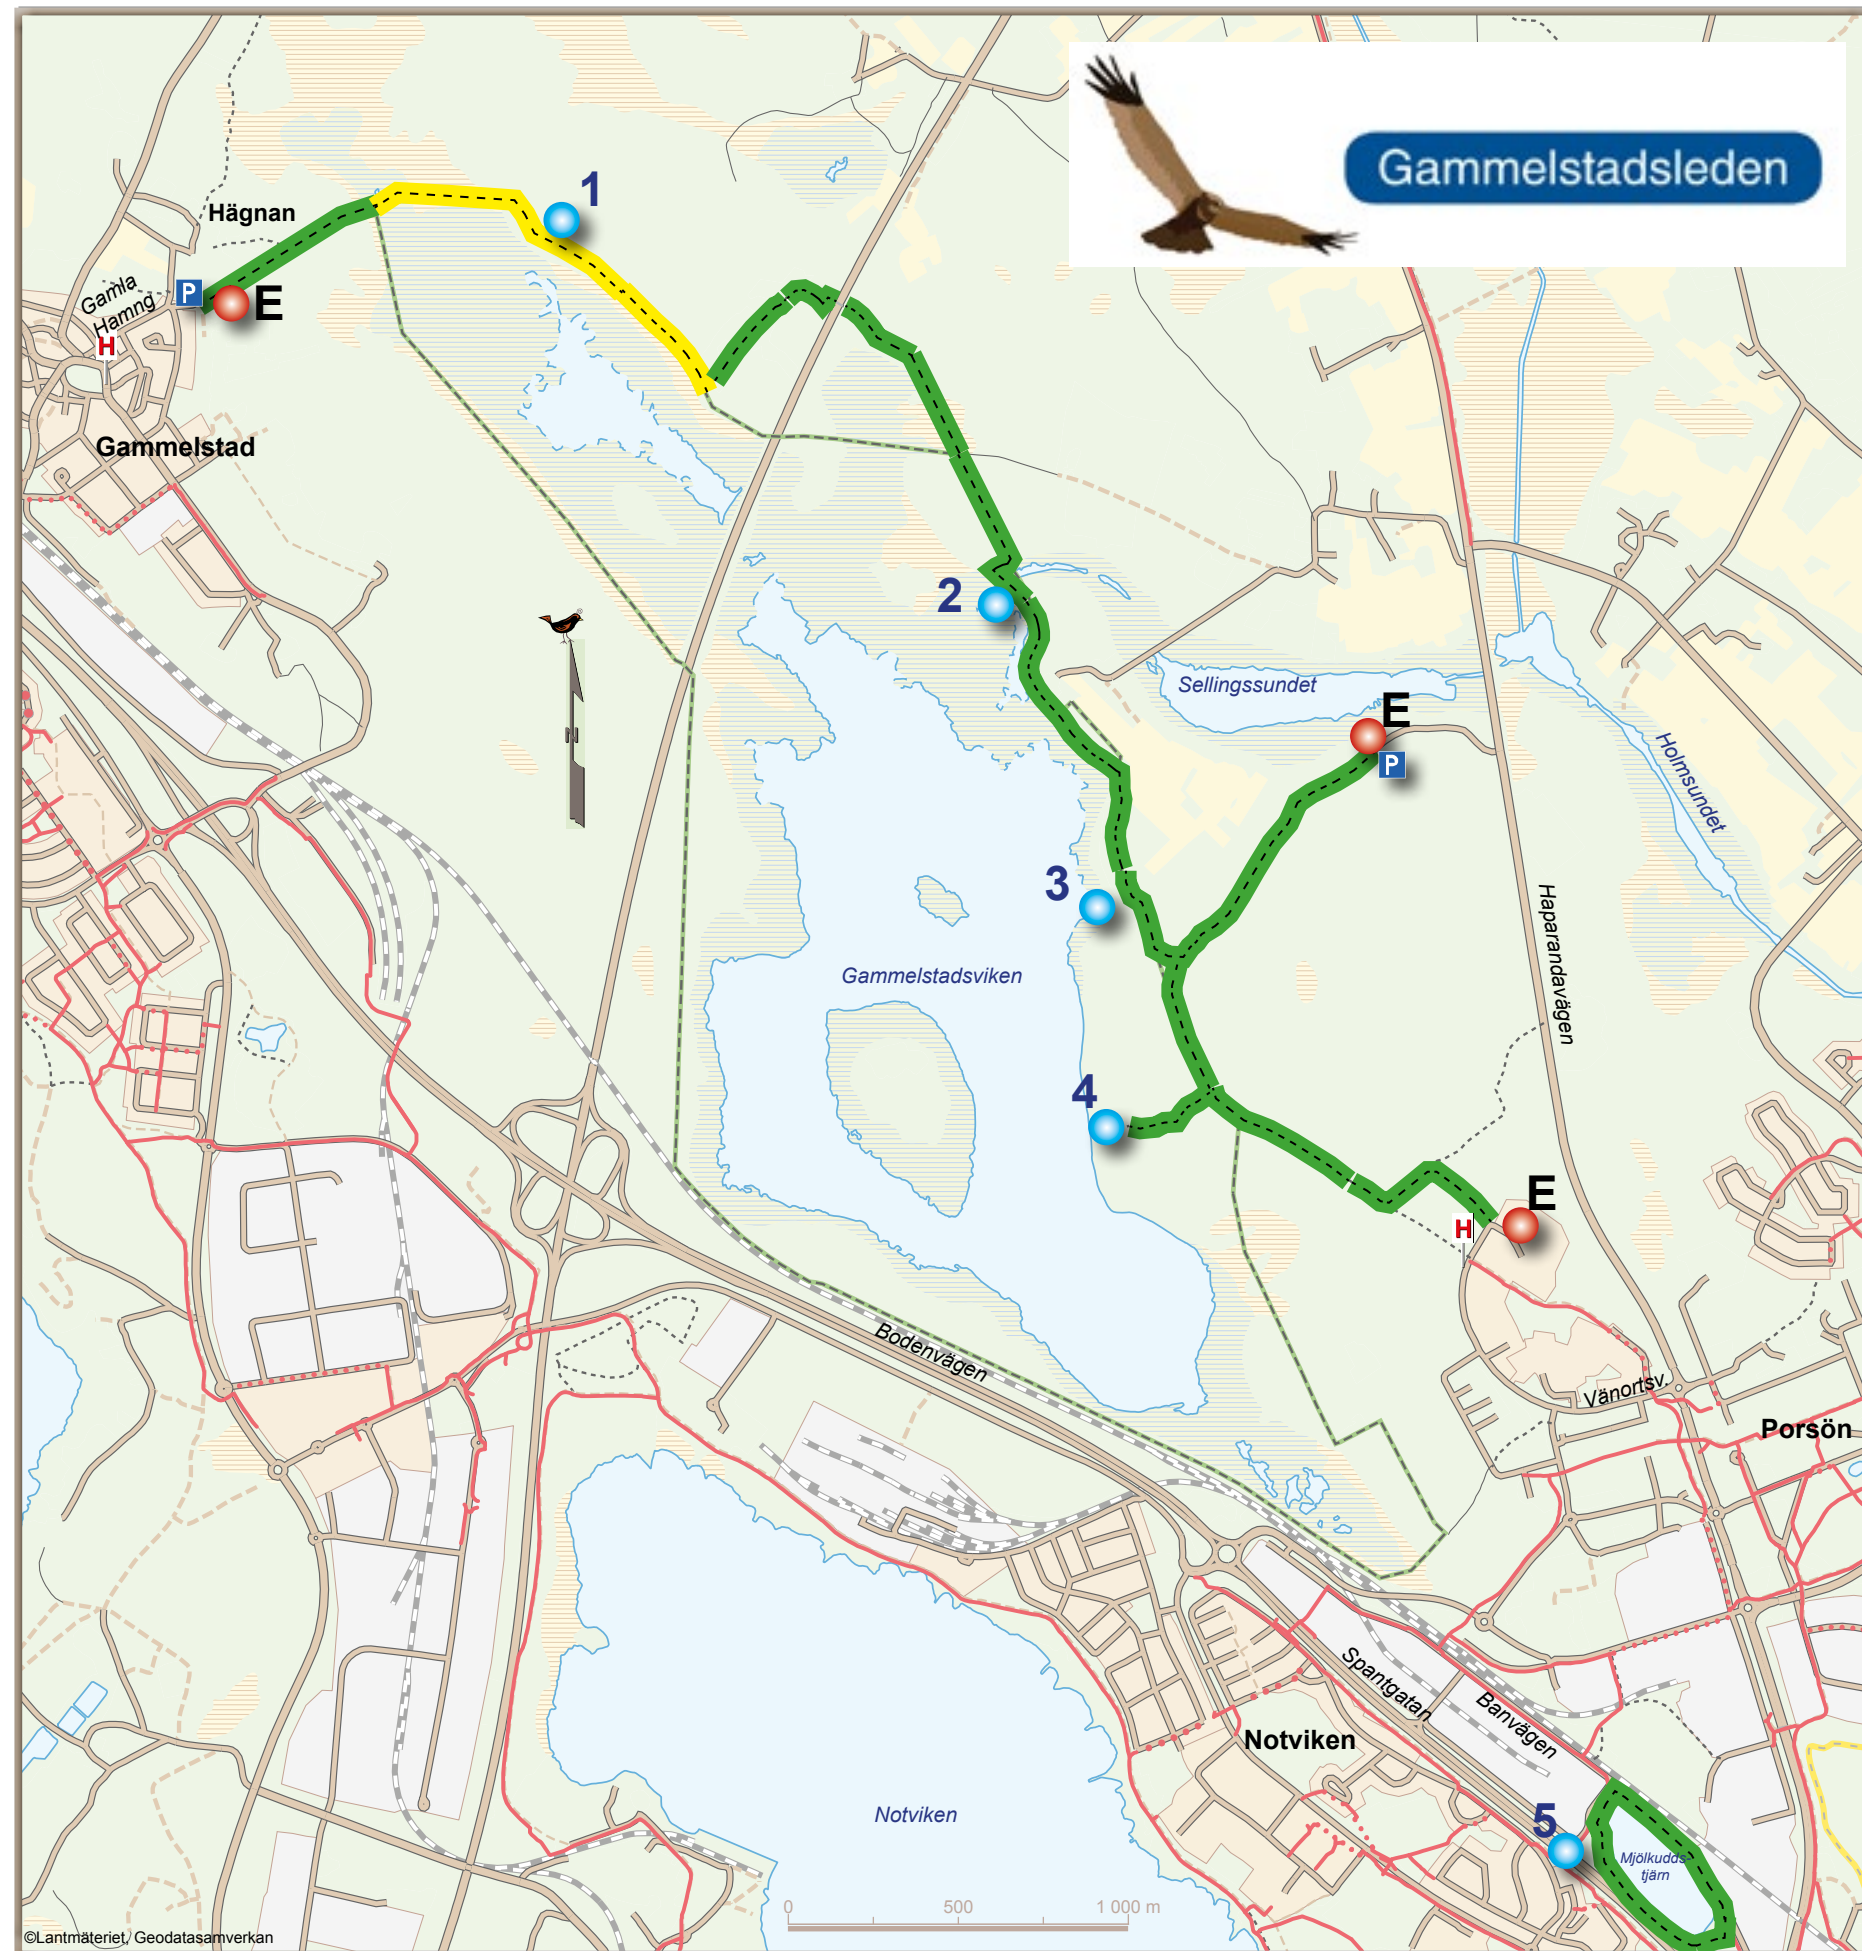 Gammelstadsleden
1
Hägnan
P
E
Gamla
Hamng
H
Gammelstad
2
Sellingssundet
E
P
Holmsundet
N
3
Haparandavägen
Gammelstadsviken
4
E
H
Bodenvägen
Vänortsv.
Porsön
Spantgatan
Banvägen
Notviken
Notviken
5
Mjölkudds-
tjärn
0 500 1 000 m
©Lantmäteriet, Geodatasamverkan